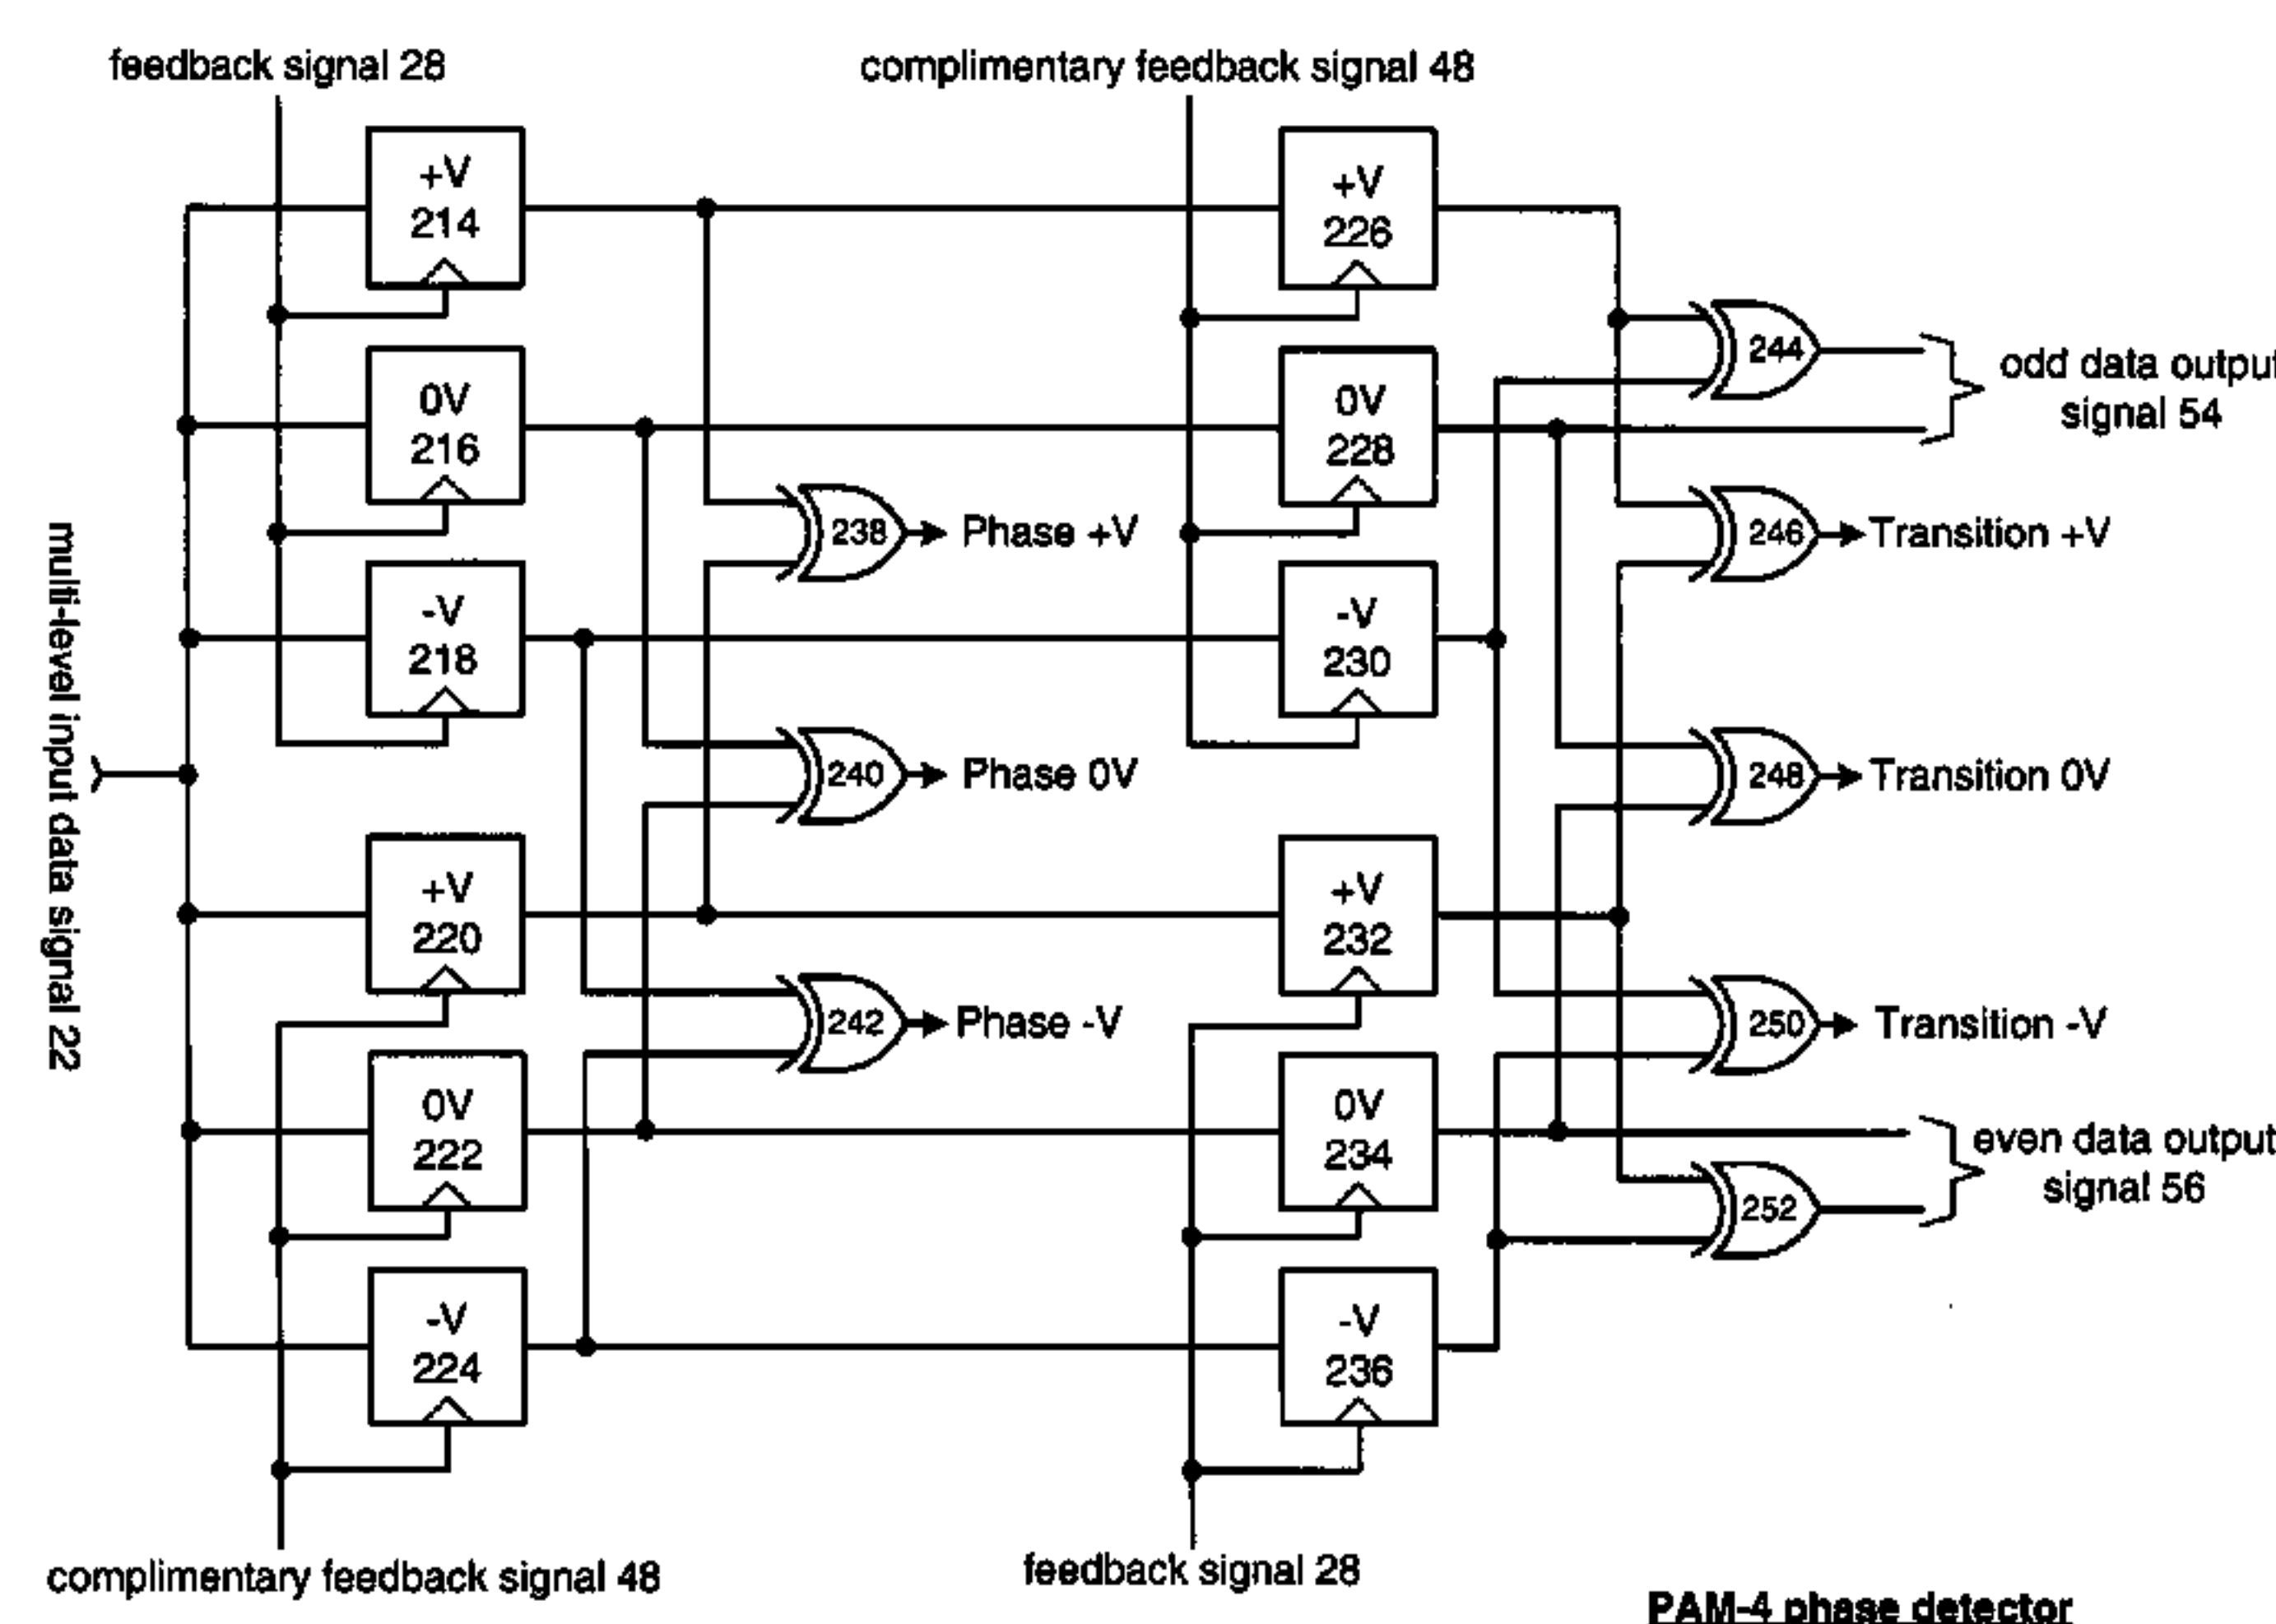 feedback signal 28
complimentary feedback signal 48
+V
214
+V
226
244
odd data output
signal 54
0V
216
0V
228
238
Phase +V
246
Transition +V
-V
218
-V
230
multi-level input data signal 22
240
Phase 0V
248
Transition 0V
+V
220
+V
232
242
Phase -V
250
Transition -V
0V
222
0V
234
even data output
signal 56
252
-V
224
-V
236
complimentary feedback signal 48
feedback signal 28
PAM-4 phase detector